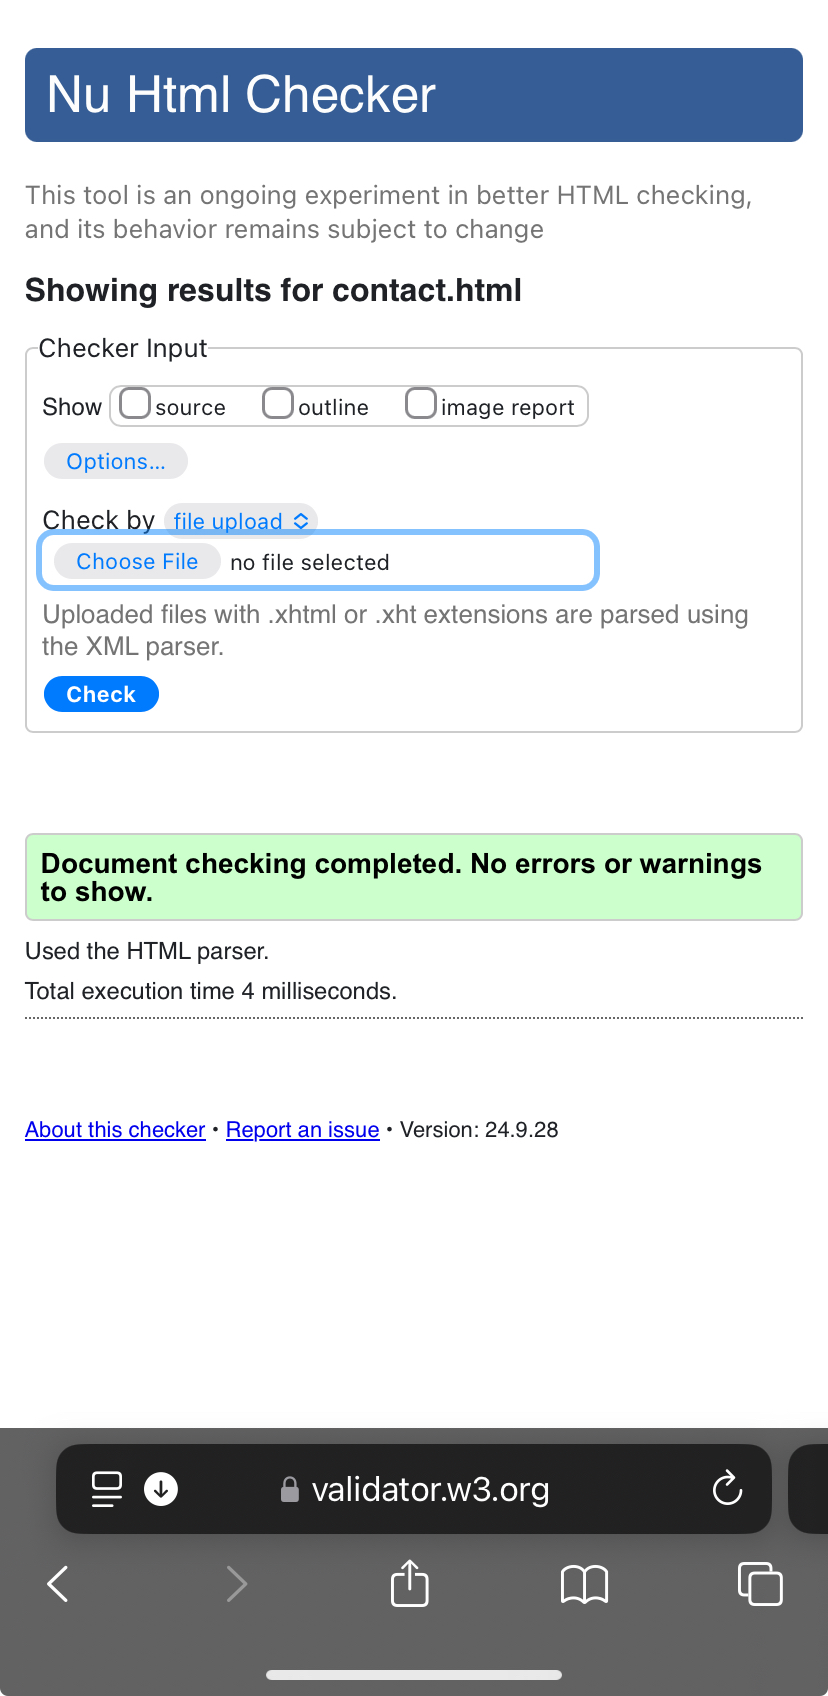 Nu Html Checker
This tool is an ongoing experiment in better HTML checking,
and its behavior remains subject to change
Showing results for contact.html
Checker Input
Show source outline image report
Options...
Check by file upload
Choose File no file selected
Uploaded files with .xhtml or .xht extensions are parsed using
the XML parser.
Check
Document checking completed. No errors or warnings
to show.
Used the HTML parser.
Total execution time 4 milliseconds.
About this checker • Report an issue • Version: 24.9.28
validator.w3.org